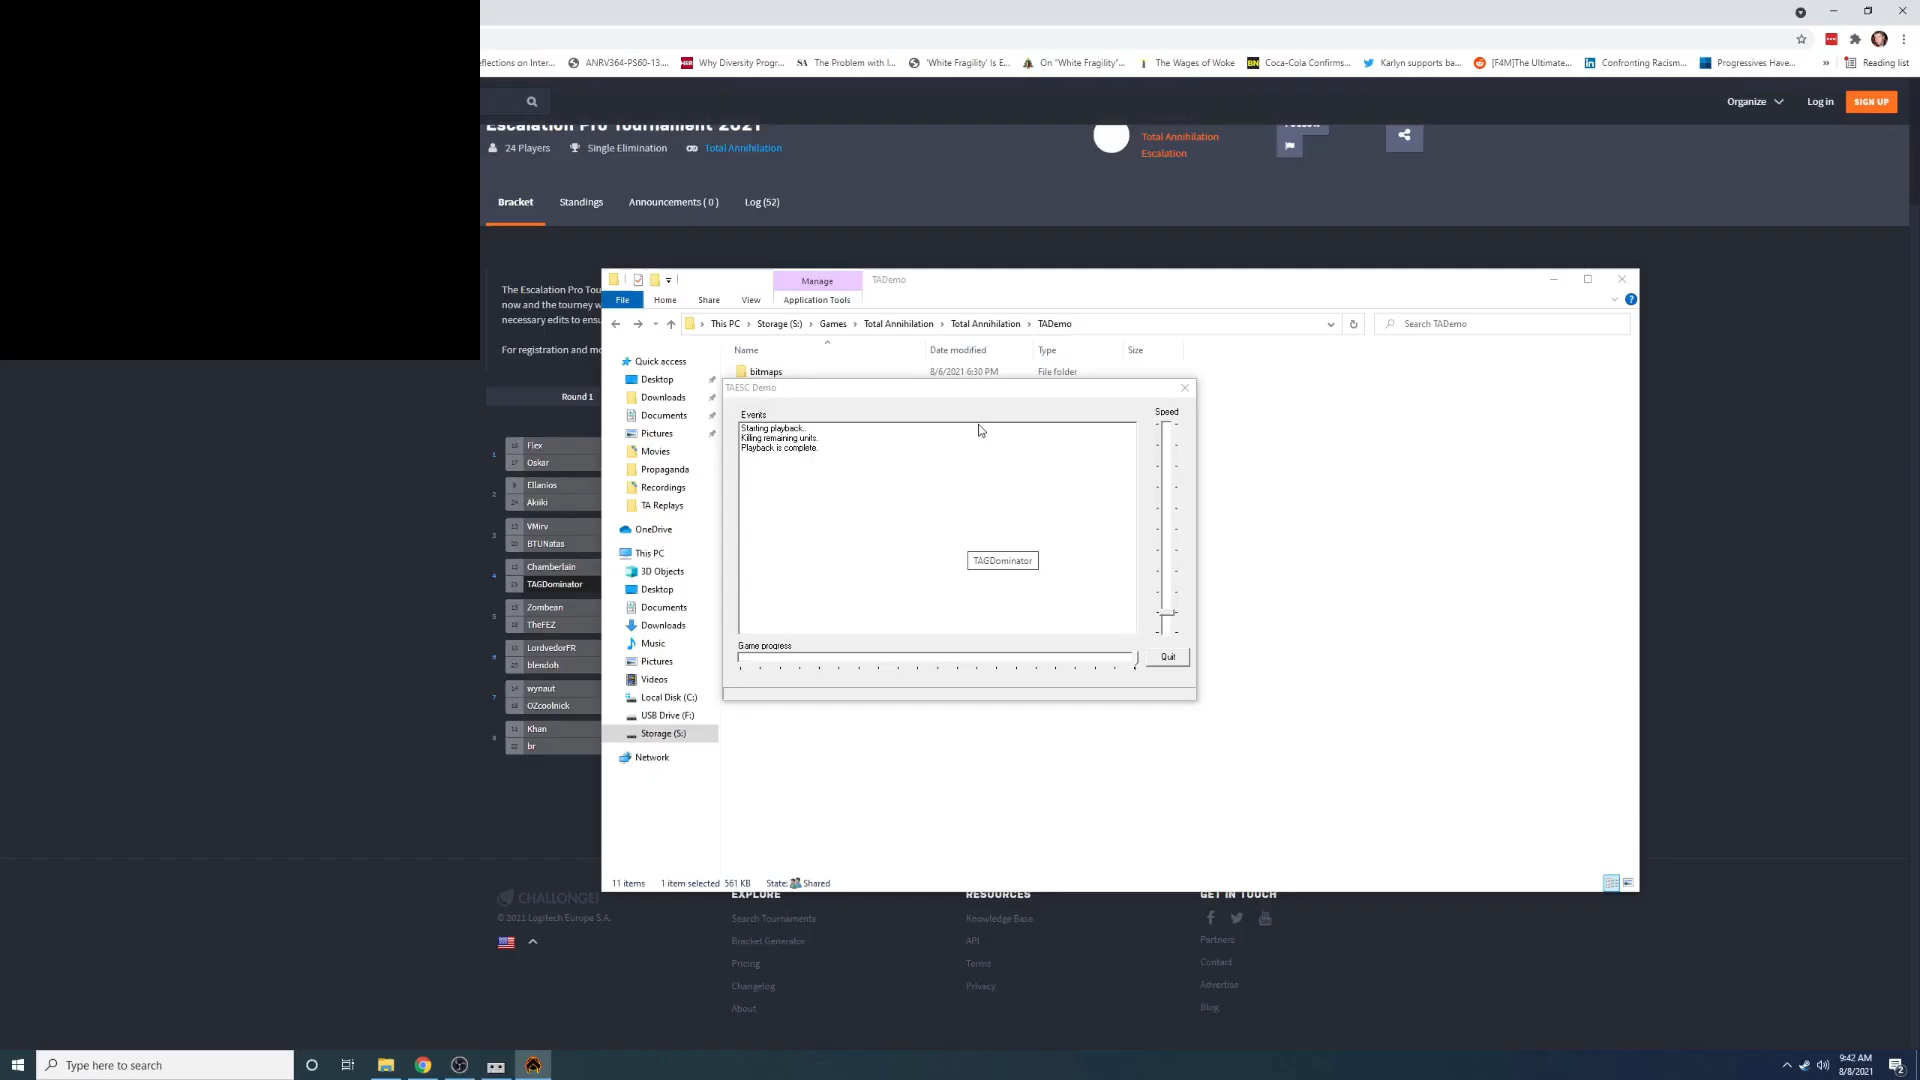 eflections on Inter...
ANRV364-PS60-13....
Why Diversity Progr...
The Problem with I...
'White Fragility' Is E...
On "White Fragility"...
The Wages of Woke
Coca-Cola Confirms...
Karlyn supports ba...
[F4M]The Ultimate...
Confronting Racism...
Progressives Have...
»
Reading list
Organize
Log in
SIGN UP
Escalation Pro Tournament 2021
24 Players
Single Elimination
Total Annihilation
Total Annihilation
Escalation
FOLLOW
Bracket
Standings
Announcements ( 0 )
Log (52)
The Escalation Pro Tou
now and the tourney w
necessary edits to ensu
For registration and mo
Round 1
Flex
Oskar
Ellanios
Akiiki
VMirv
BTUNatas
Chamberlain
TAGDominator
Zombean
TheFEZ
LordvedorFR
blendoh
wynaut
OZcoolnick
Khan
br
Manage
TADemo
File
Home
Share
View
Application Tools
This PC
Storage (S:)
Games
Total Annihilation
Total Annihilation
TADemo
Search TADemo
Name
Date modified
Type
Size
bitmaps
8/6/2021 6:30 PM
File folder
Quick access
Desktop
Downloads
Documents
Pictures
Movies
Propaganda
Recordings
TA Replays
OneDrive
This PC
3D Objects
Desktop
Documents
Downloads
Music
Pictures
Videos
Local Disk (C:)
USB Drive (F:)
Storage (S:)
Network
TAESC Demo
Events
Speed
Starting playback..
Killing remaining units.
Playback is complete.
TAGDominator
Game progress
Quit
11 items
1 item selected
561 KB
State:
Shared
CHALLONGE!
© 2021 Logitech Europe S.A.
EXPLORE
Search Tournaments
Bracket Generator
Pricing
Changelog
About
RESOURCES
Knowledge Base
API
Terms
Privacy
GET IN TOUCH
Partners
Contact
Advertise
Blog
Type here to search
9:42 AM
8/8/2021